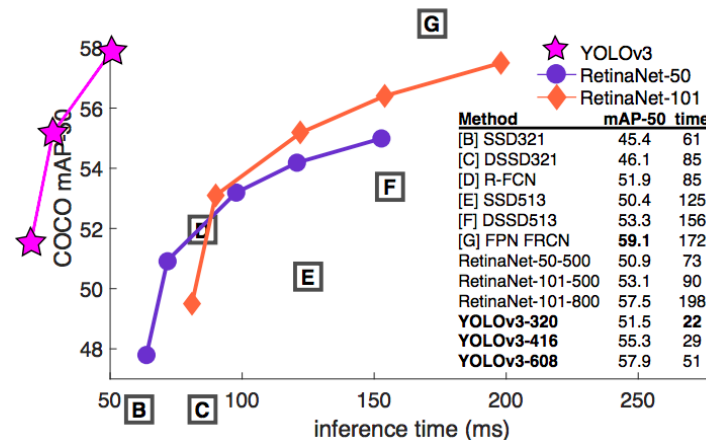 G
58
YOLOv3
RetinaNet-50
56
RetinaNet-101
Method mAP-50 time
[B] SSD321 45.4 61
[C] DSSD321 46.1 85
[D] R-FCN 51.9 85
[E] SSD513 50.4 125
[F] DSSD513 53.3 156
[G] FPN FRCN 59.1 172
RetinaNet-50-500 50.9 73
RetinaNet-101-500 53.1 90
RetinaNet-101-800 57.5 198
YOLOv3-320 51.5 22
YOLOv3-416 55.3 29
YOLOv3-608 57.9 51
COCO mAP-50
54
F
52
D
E
50
48
50 100 150 200 250
B C
inference time (ms)